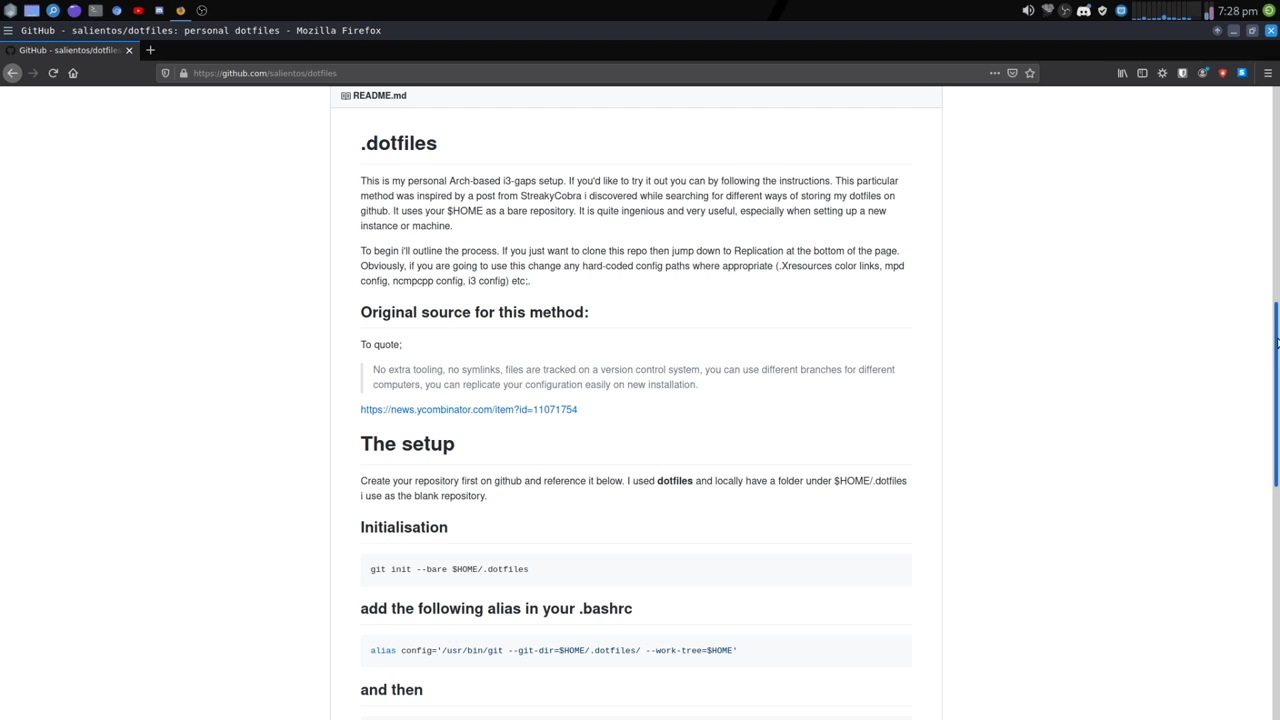 7:28 pm
GitHub - salientos/dotfiles: personal dotfiles - Mozilla Firefox
GitHub - salientos/dotfiles:
https://github.com/salientos/dotfiles
README.md
.dotfiles
This is my personal Arch-based i3-gaps setup. If you'd like to try it out you can by following the instructions. This particular
method was inspired by a post from StreakyCobra i discovered while searching for different ways of storing my dotfiles on
github. It uses your $HOME as a bare repository. It is quite ingenious and very useful, especially when setting up a new
instance or machine.
To begin i'll outline the process. If you just want to clone this repo then jump down to Replication at the bottom of the page.
Obviously, if you are going to use this change any hard-coded config paths where appropriate (.Xresources color links, mpd
config, ncmpcpp config, i3 config) etc;.
Original source for this method:
To quote;
No extra tooling, no symlinks, files are tracked on a version control system, you can use different branches for different
computers, you can replicate your configuration easily on new installation.
https://news.ycombinator.com/item?id=11071754
The setup
Create your repository first on github and reference it below. I used dotfiles and locally have a folder under $HOME/.dotfiles
i use as the blank repository.
Initialisation
git init --bare $HOME/.dotfiles
add the following alias in your .bashrc
alias config='/usr/bin/git --git-dir=$HOME/.dotfiles/ --work-tree=$HOME'
and then